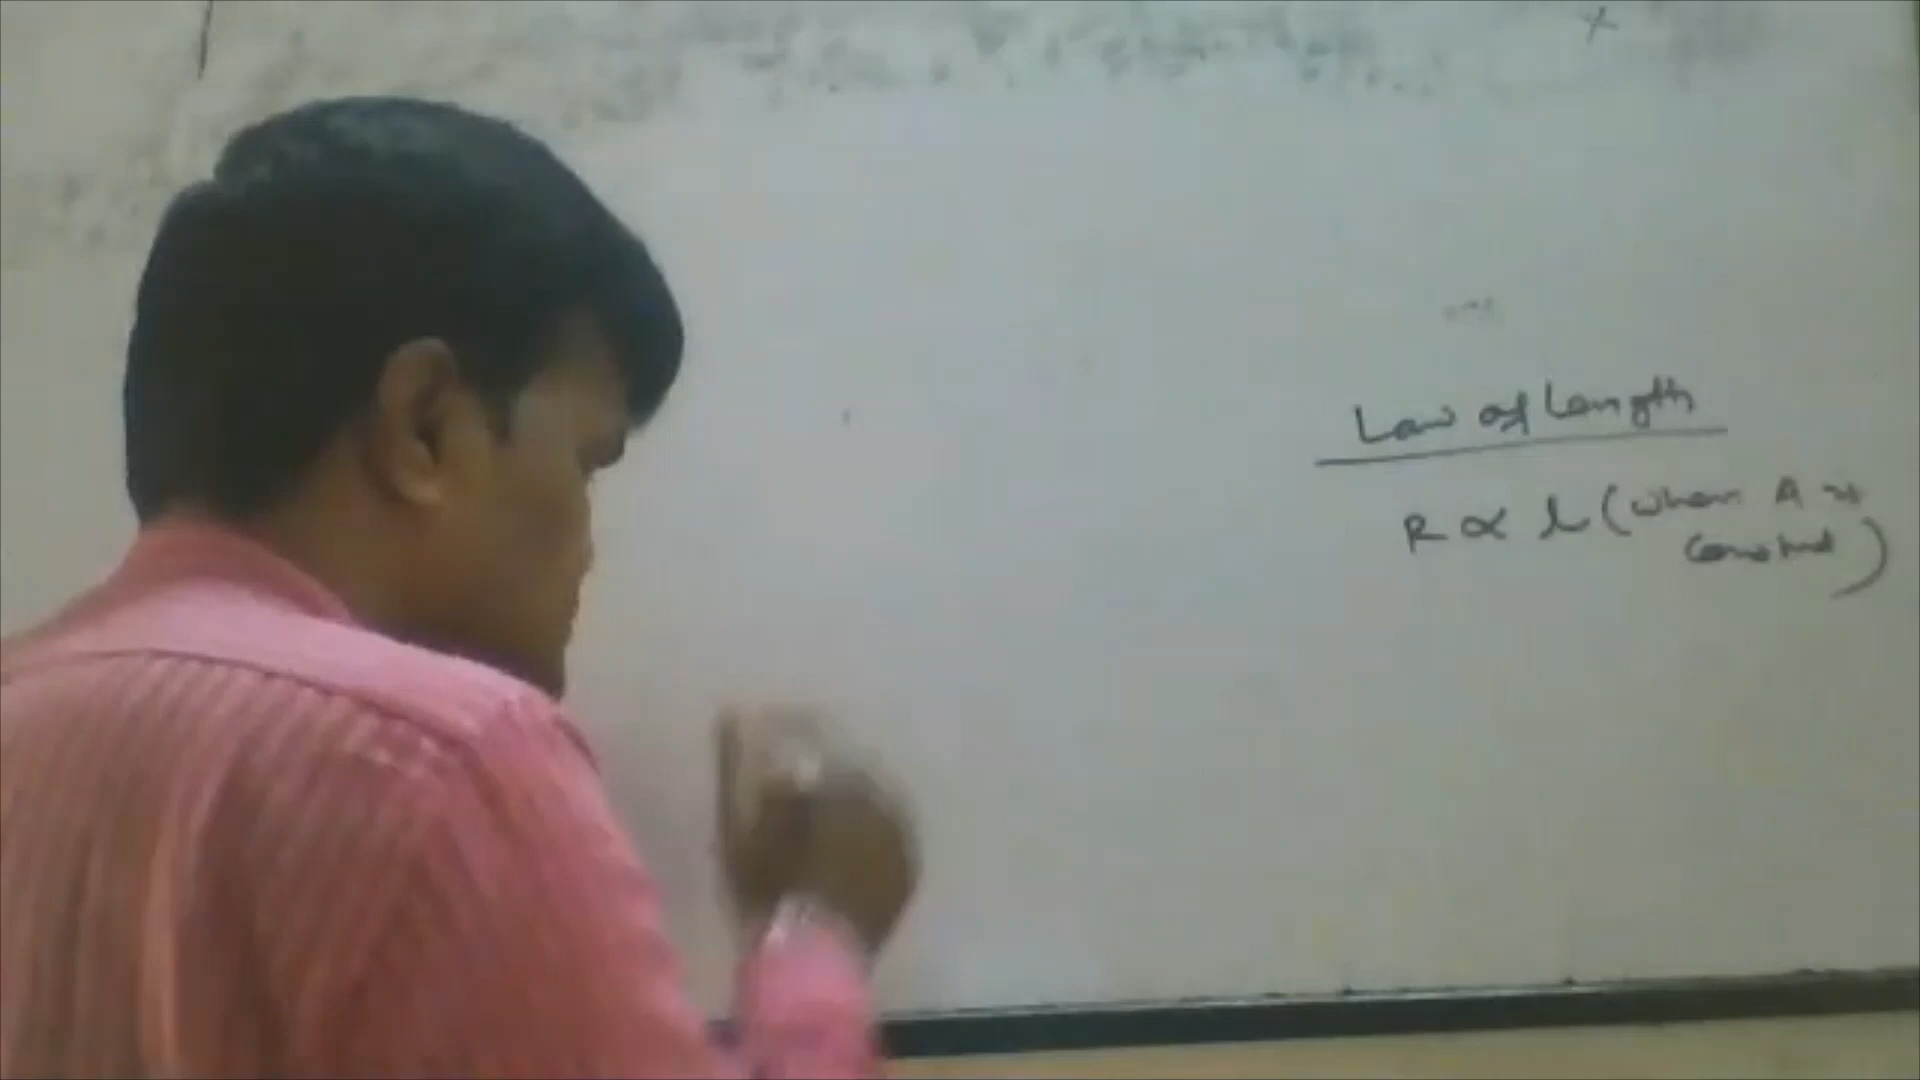 x
Law of Length
R ∝ l (when A is
constant)